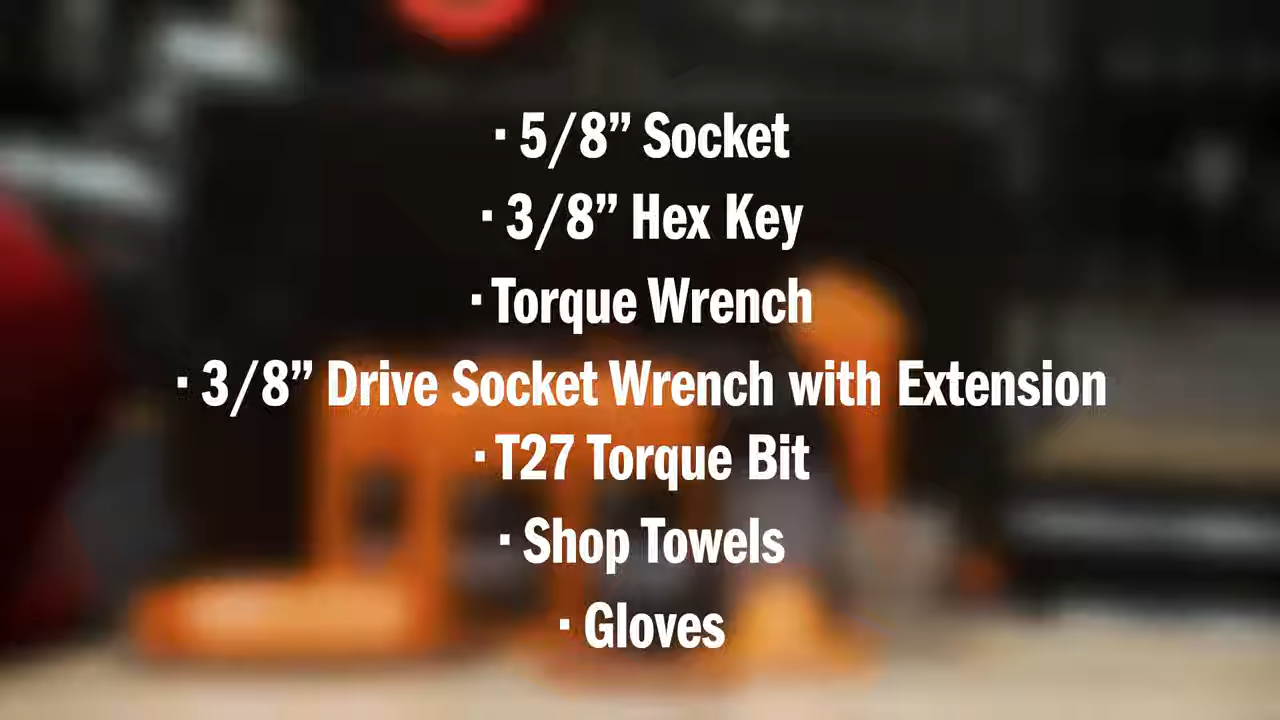 · 5/8” Socket
· 3/8” Hex Key
· Torque Wrench
· 3/8” Drive Socket Wrench with Extension
· T27 Torque Bit
· Shop Towels
· Gloves